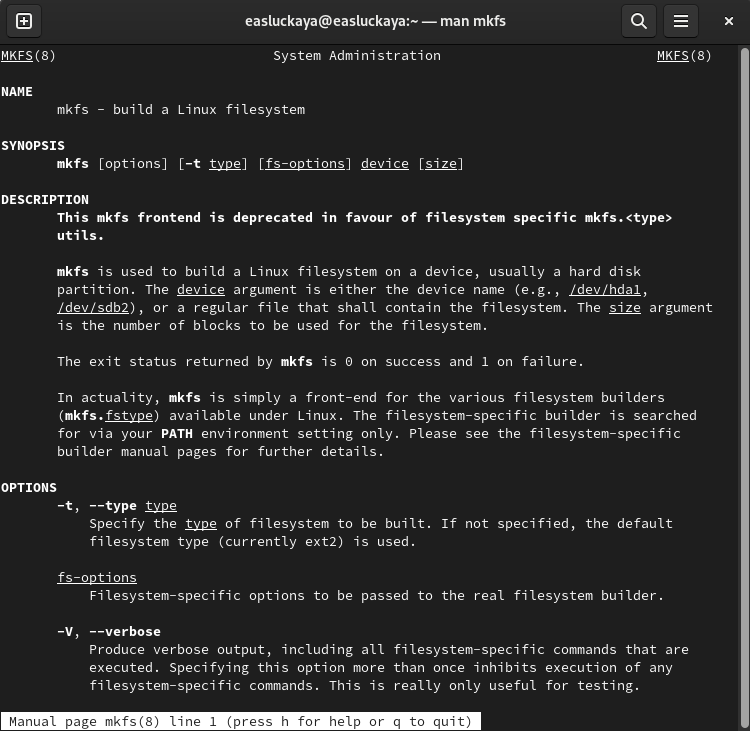 easluckaya@easluckaya:~ — man mkfs
MKFS(8) System Administration MKFS(8)
NAME
mkfs - build a Linux filesystem
SYNOPSIS
mkfs [options] [-t type] [fs-options] device [size]
DESCRIPTION
This mkfs frontend is deprecated in favour of filesystem specific mkfs.<type>
utils.
mkfs is used to build a Linux filesystem on a device, usually a hard disk
partition. The device argument is either the device name (e.g., /dev/hda1,
/dev/sdb2), or a regular file that shall contain the filesystem. The size argument
is the number of blocks to be used for the filesystem.
The exit status returned by mkfs is 0 on success and 1 on failure.
In actuality, mkfs is simply a front-end for the various filesystem builders
(mkfs.fstype) available under Linux. The filesystem-specific builder is searched
for via your PATH environment setting only. Please see the filesystem-specific
builder manual pages for further details.
OPTIONS
-t, --type type
Specify the type of filesystem to be built. If not specified, the default
filesystem type (currently ext2) is used.
fs-options
Filesystem-specific options to be passed to the real filesystem builder.
-V, --verbose
Produce verbose output, including all filesystem-specific commands that are
executed. Specifying this option more than once inhibits execution of any
filesystem-specific commands. This is really only useful for testing.
Manual page mkfs(8) line 1 (press h for help or q to quit)